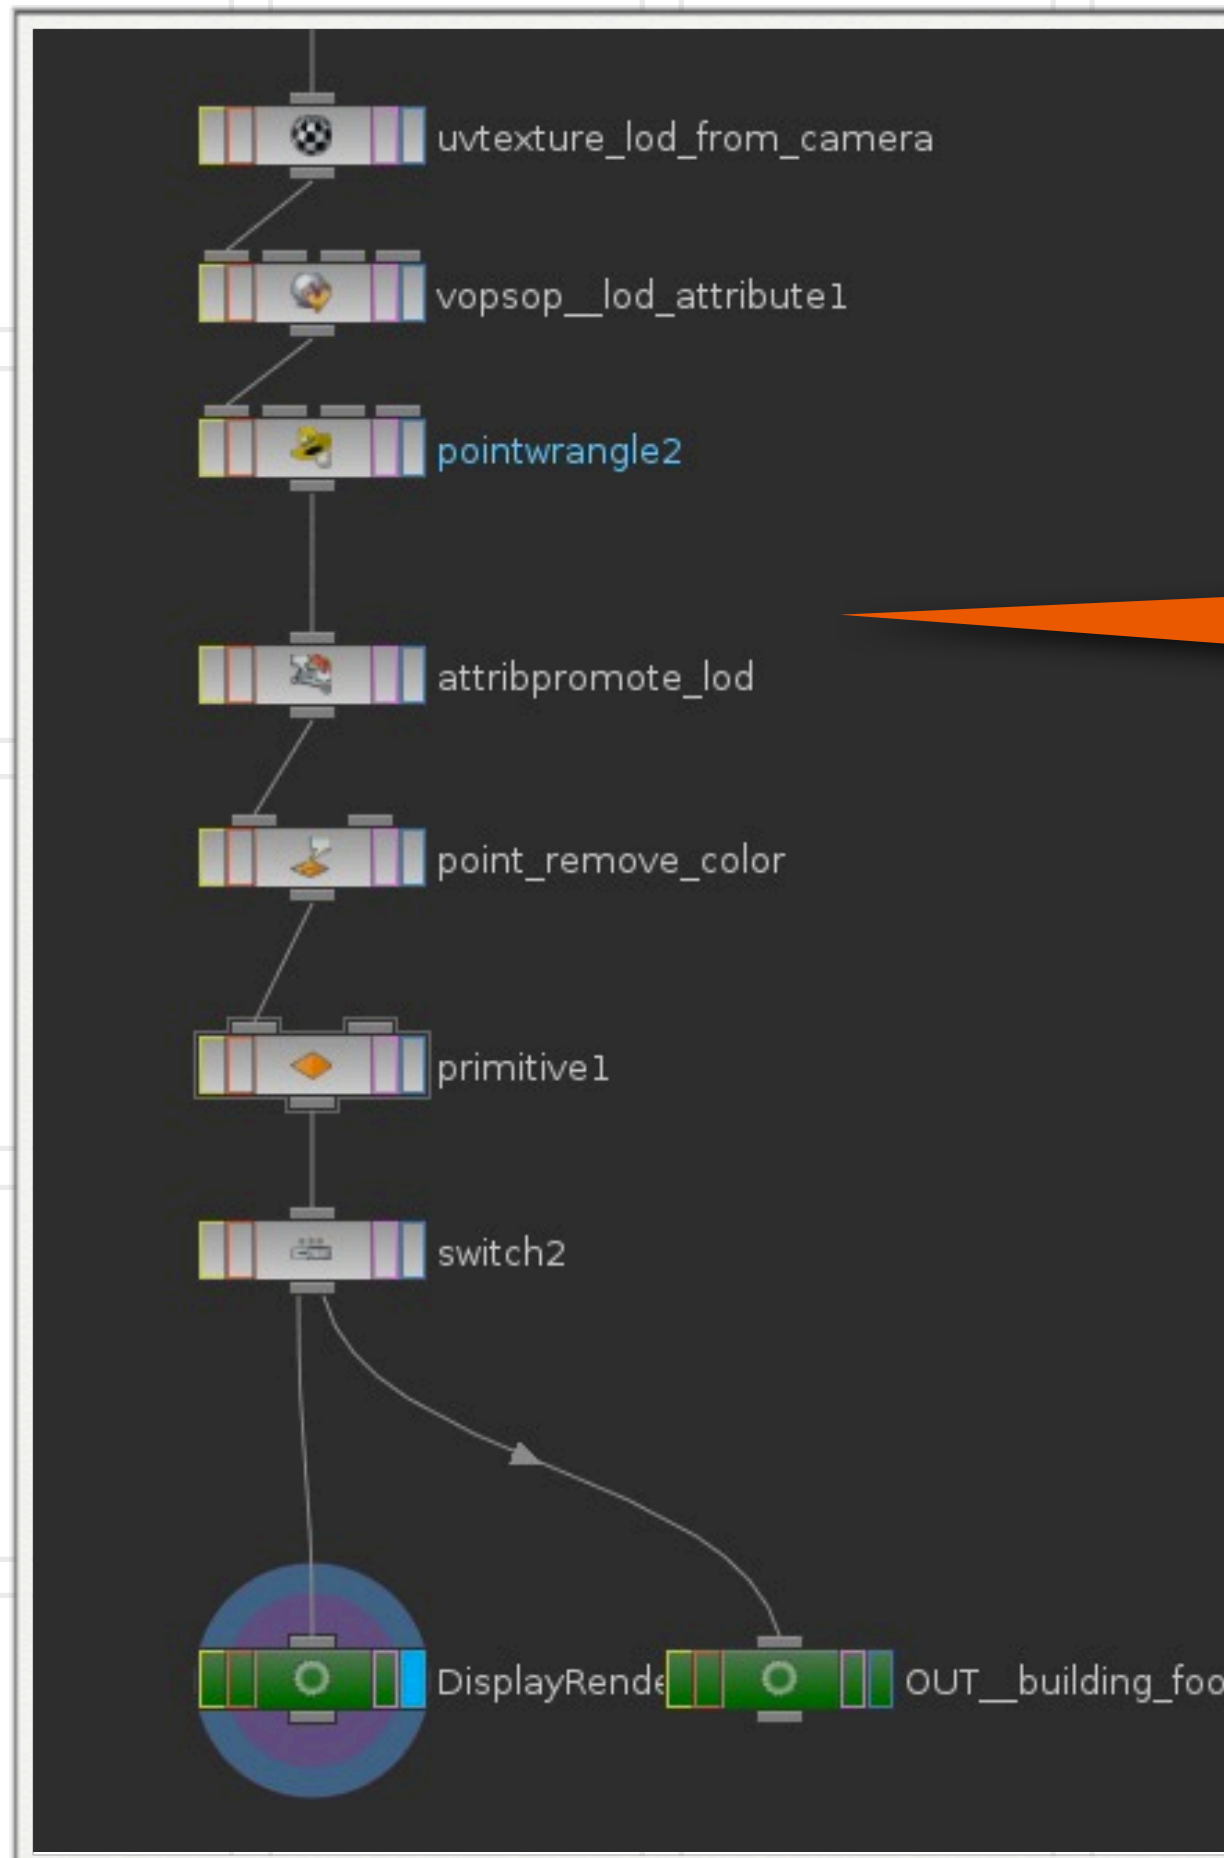 uvtexture_lod_from_camera
vopsop__lod_attribute1
pointwrangle2
attribpromote_lod
point_remove_color
primitive1
switch2
DisplayRende
OUT__building_foo